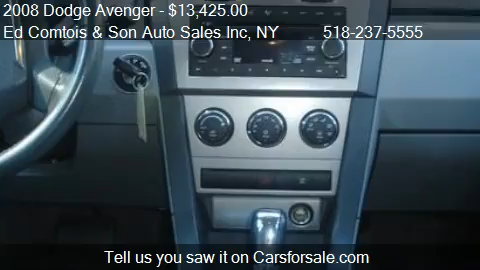 2008 Dodge Avenger - $13,425.00
Ed Comtois & Son Auto Sales Inc, NY 518-237-5555
Tell us you saw it on Carsforsale.com